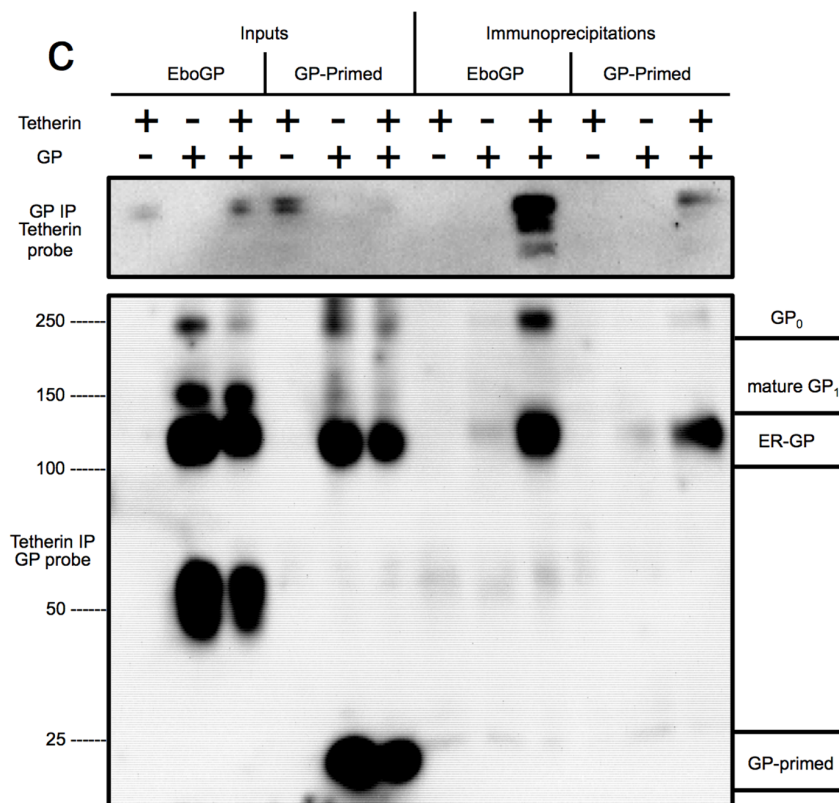 C
Inputs Immunoprecipitations
EboGP GP-Primed EboGP GP-Primed
Tetherin + - + + - + + - + + - +
GP - + + - + + - + + - + +
GP IP
Tetherin
probe
250 ------
150 ------
100 ------
Tetherin IP
GP probe
50 ------
25 ------
GP₀
mature GP₁
ER-GP
GP-primed